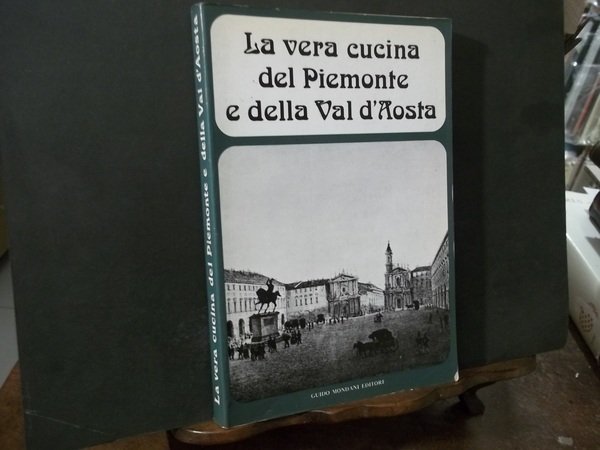 La vera cucina
del Piemonte
e della Val d'Aosta
GUIDO MONDANI EDITORE
La vera cucina del Piemonte e della Val d'Aosta